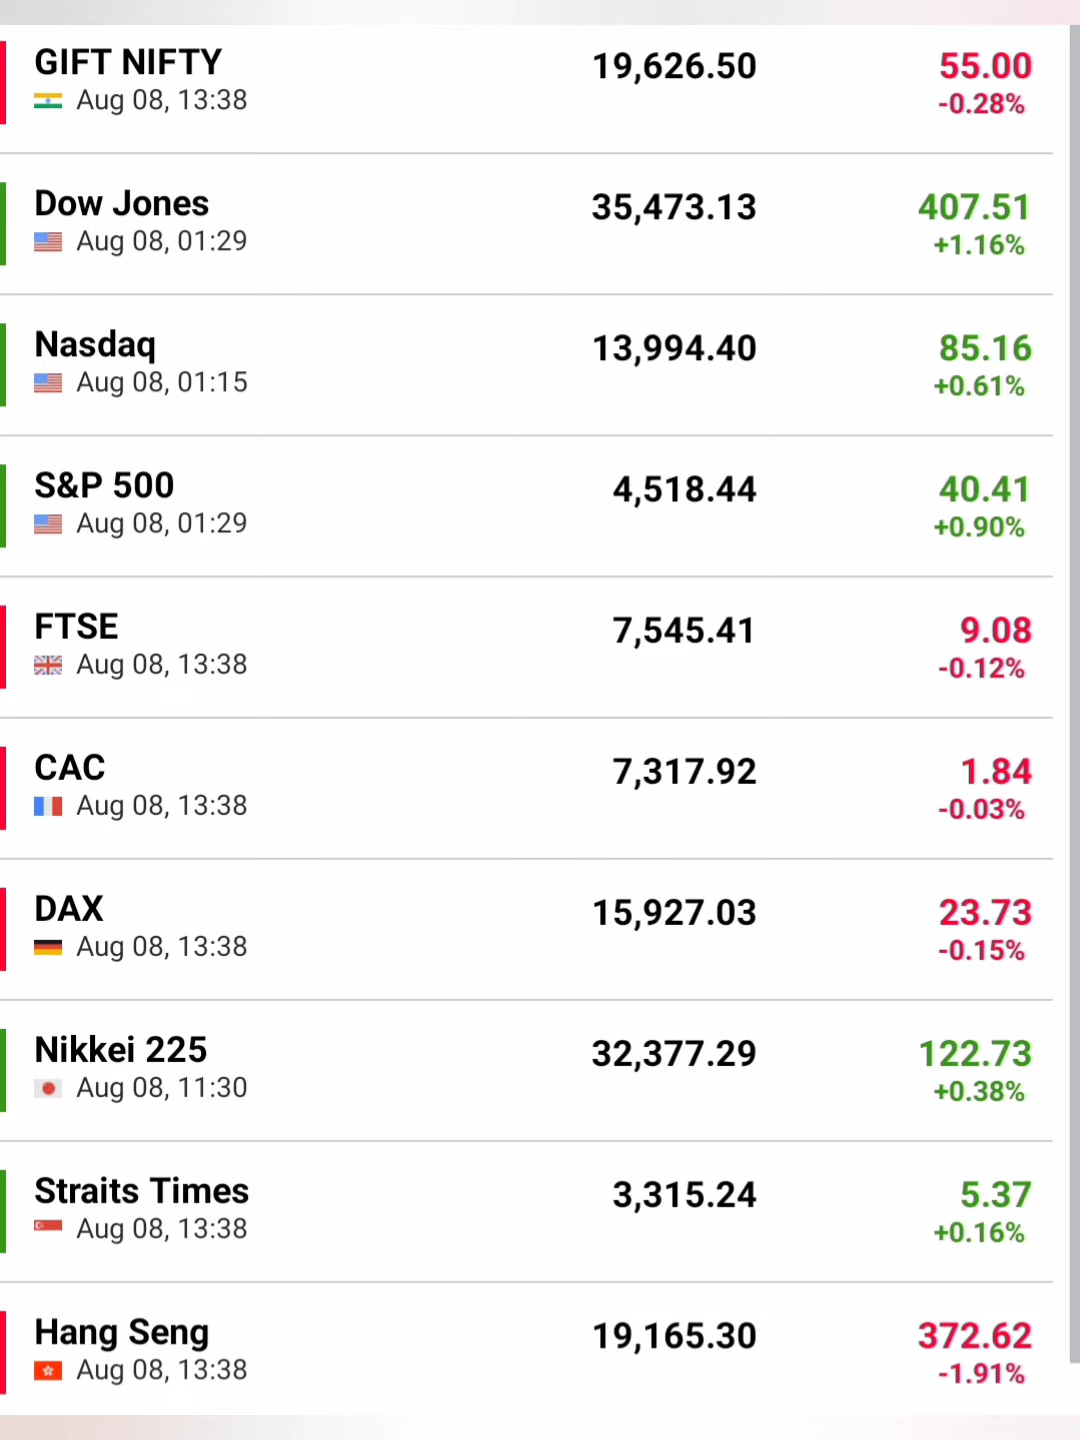 GIFT NIFTY 19,626.50 55.00
Aug 08, 13:38 -0.28%
Dow Jones 35,473.13 407.51
Aug 08, 01:29 +1.16%
Nasdaq 13,994.40 85.16
Aug 08, 01:15 +0.61%
S&P 500 4,518.44 40.41
Aug 08, 01:29 +0.90%
FTSE 7,545.41 9.08
Aug 08, 13:38 -0.12%
CAC 7,317.92 1.84
Aug 08, 13:38 -0.03%
DAX 15,927.03 23.73
Aug 08, 13:38 -0.15%
Nikkei 225 32,377.29 122.73
Aug 08, 11:30 +0.38%
Straits Times 3,315.24 5.37
Aug 08, 13:38 +0.16%
Hang Seng 19,165.30 372.62
Aug 08, 13:38 -1.91%